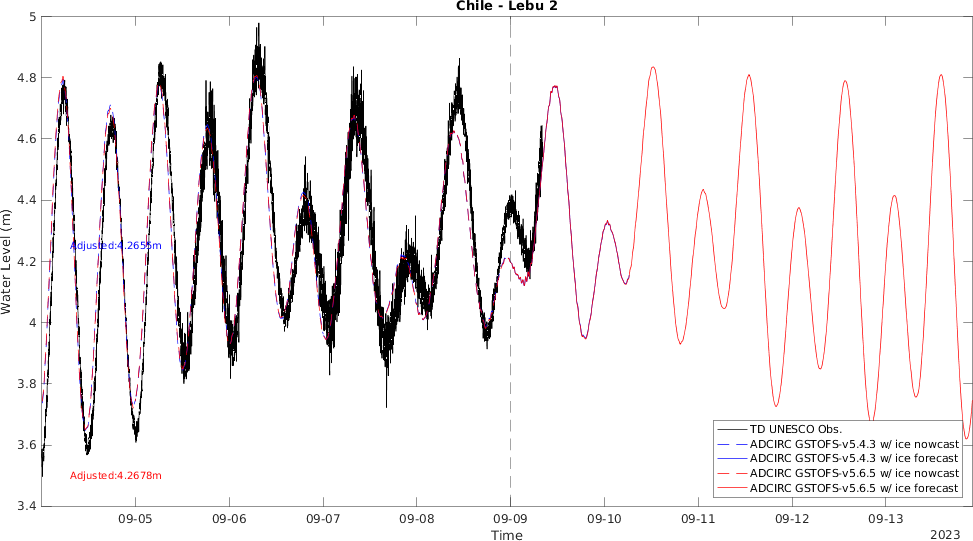 Chile - Lebu 2
5
4.8
4.6
4.4
4.2
4
3.8
3.6
3.4
Water Level (m)
Adjusted:4.2655m
Adjusted:4.2678m
TD UNESCO Obs.
ADCIRC GSTOFS-v5.4.3 w/ ice nowcast
ADCIRC GSTOFS-v5.4.3 w/ ice forecast
ADCIRC GSTOFS-v5.6.5 w/ ice nowcast
ADCIRC GSTOFS-v5.6.5 w/ ice forecast
09-05 09-06 09-07 09-08 09-09 09-10 09-11 09-12 09-13
Time
2023